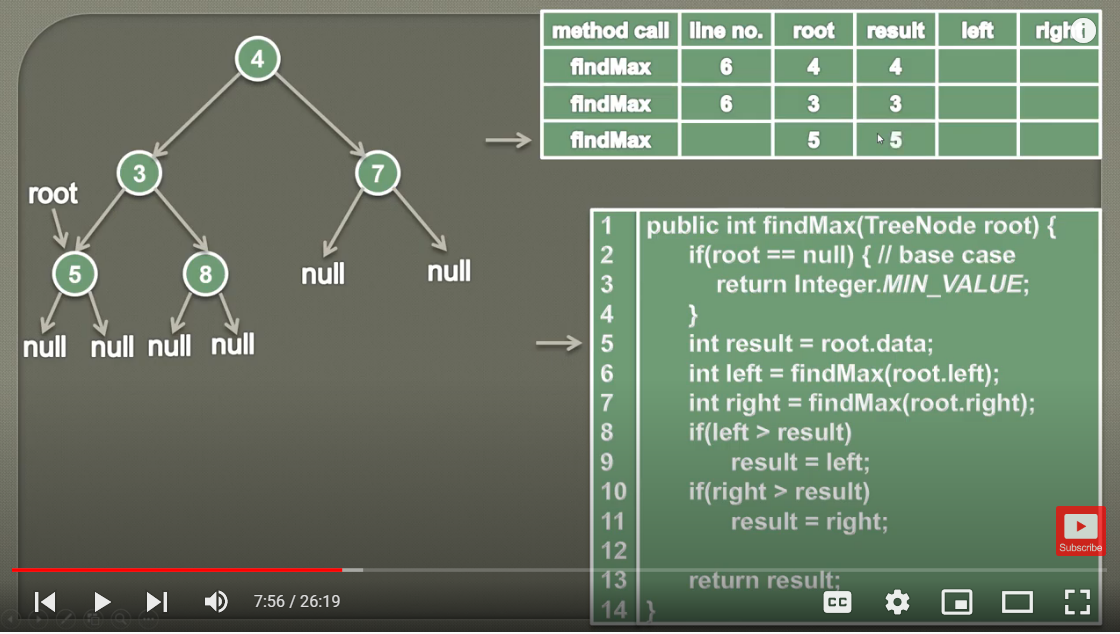 method call line no. root result left right
findMax 6 4 4
findMax 6 3 3
findMax 5 5
4
3 7
root
5 8 null null
null null null null
1 public int findMax(TreeNode root) {
2 if(root == null) { // base case
3 return Integer.MIN_VALUE;
4 }
5 int result = root.data;
6 int left = findMax(root.left);
7 int right = findMax(root.right);
8 if(left > result)
9 result = left;
10 if(right > result)
11 result = right;
12
13 return result;
14 }
Subscribe
7:56 / 26:19
CC